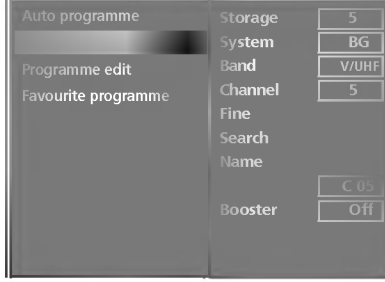 Auto programme
Programme edit
Favourite programme
Storage 5
System BG
Band V/UHF
Channel 5
Fine
Search
Name
C 05
Booster Off